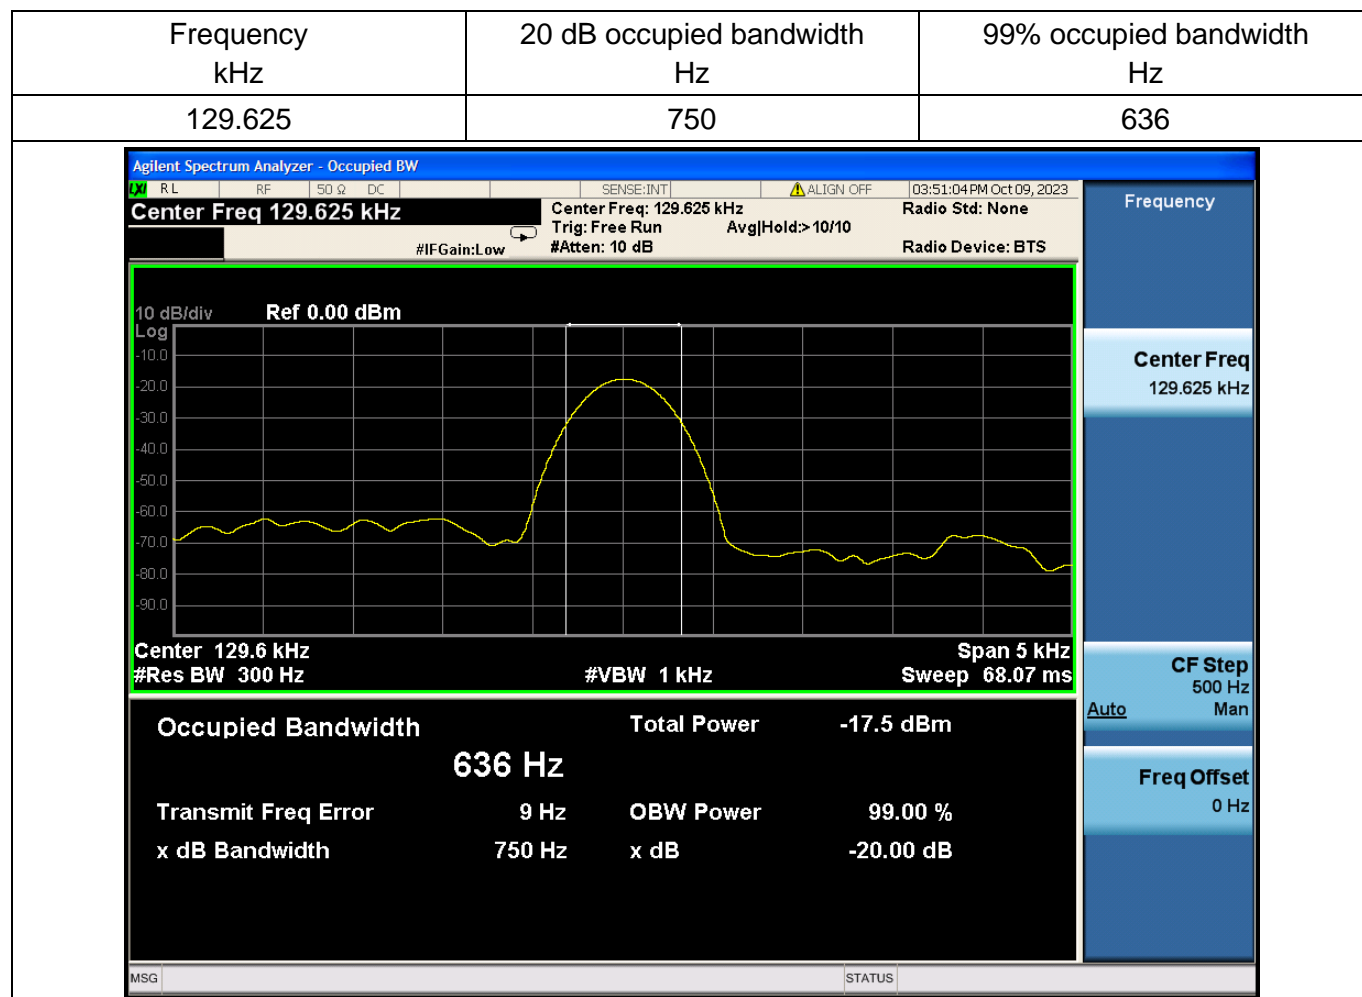 Frequency
kHz
20 dB occupied bandwidth
Hz
99% occupied bandwidth
Hz
129.625
750
636
Agilent Spectrum Analyzer - Occupied BW
LXI RL RF 50 Ω DC SENSE:INT ALIGN OFF 03:51:04 PM Oct 09, 2023
Center Freq 129.625 kHz
Center Freq: 129.625 kHz
Radio Std: None
Trig: Free Run
Avg|Hold:> 10/10
#IFGain:Low
#Atten: 10 dB
Radio Device: BTS
10 dB/div
Ref 0.00 dBm
Log
-10.0
-20.0
-30.0
-40.0
-50.0
-60.0
-70.0
-80.0
-90.0
Center 129.6 kHz
Span 5 kHz
#Res BW 300 Hz
#VBW 1 kHz
Sweep 68.07 ms
Occupied Bandwidth
636 Hz
Total Power -17.5 dBm
Transmit Freq Error 9 Hz
OBW Power 99.00 %
x dB Bandwidth 750 Hz
x dB -20.00 dB
Frequency
Center Freq
129.625 kHz
CF Step
500 Hz
Auto Man
Freq Offset
0 Hz
MSG
STATUS